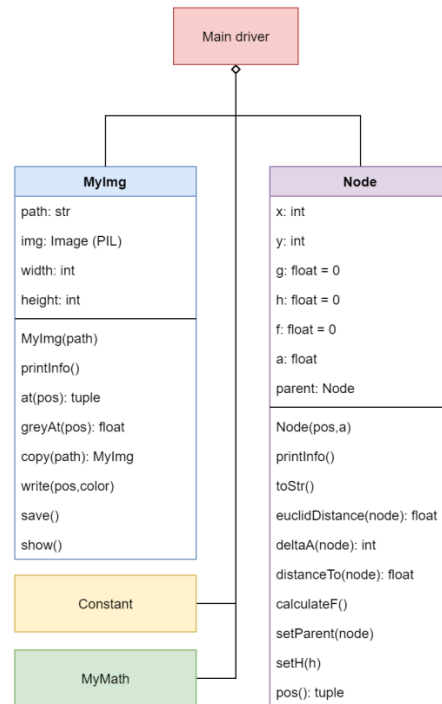 Main driver
MyImg
path: str
img: Image (PIL)
width: int
height: int
MyImg(path)
printInfo()
at(pos): tuple
greyAt(pos): float
copy(path): MyImg
write(pos,color)
save()
show()
Node
x: int
y: int
g: float = 0
h: float = 0
f: float = 0
a: float
parent: Node
Node(pos,a)
printInfo()
toStr()
euclidDistance(node): float
deltaA(node): int
distanceTo(node): float
calculateF()
setParent(node)
setH(h)
pos(): tuple
Constant
MyMath